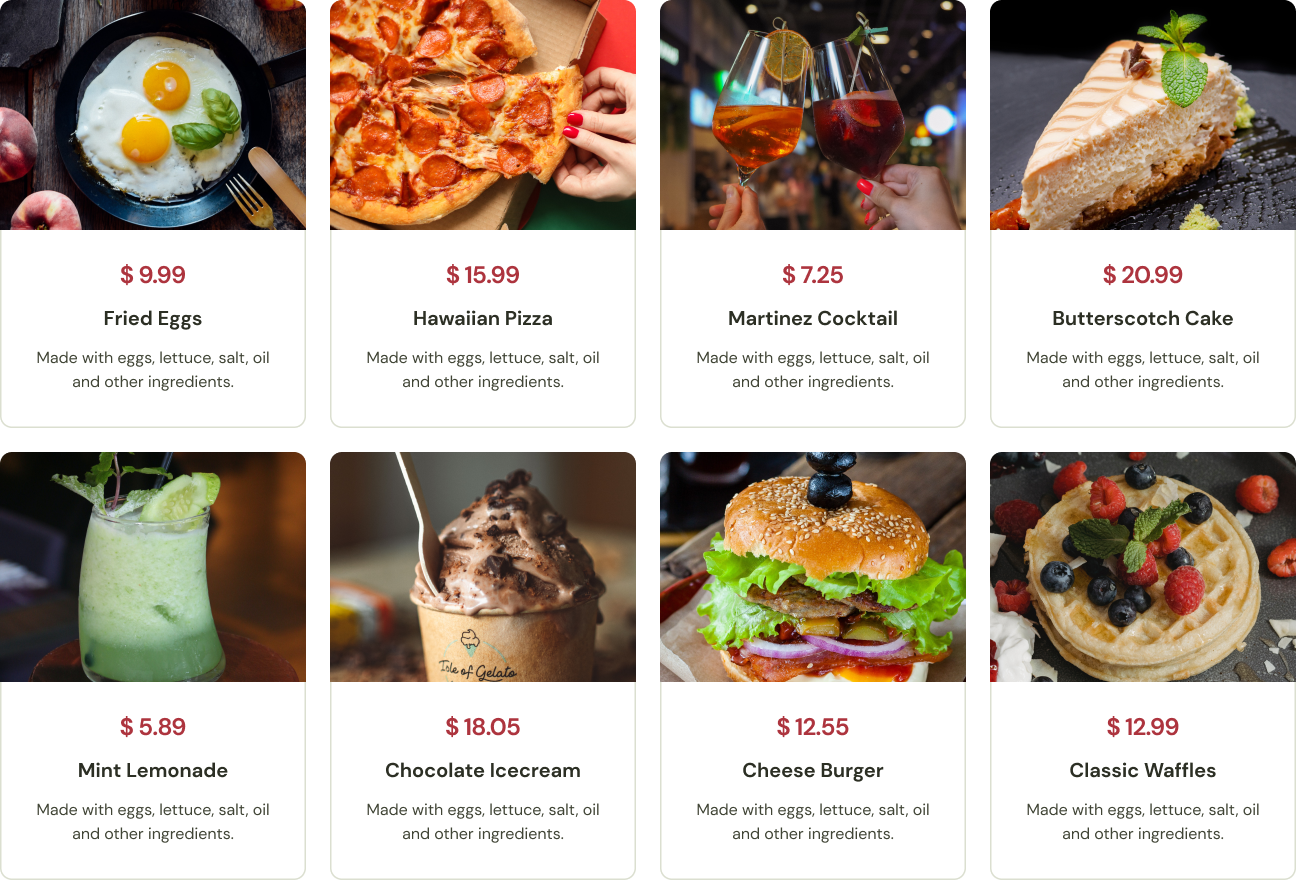 $ 9.99
Fried Eggs
Made with eggs, lettuce, salt, oil
and other ingredients.
$ 15.99
Hawaiian Pizza
Made with eggs, lettuce, salt, oil
and other ingredients.
$ 7.25
Martinez Cocktail
Made with eggs, lettuce, salt, oil
and other ingredients.
$ 20.99
Butterscotch Cake
Made with eggs, lettuce, salt, oil
and other ingredients.
$ 5.89
Mint Lemonade
Made with eggs, lettuce, salt, oil
and other ingredients.
Isle of Gelato
$ 18.05
Chocolate Icecream
Made with eggs, lettuce, salt, oil
and other ingredients.
$ 12.55
Cheese Burger
Made with eggs, lettuce, salt, oil
and other ingredients.
$ 12.99
Classic Waffles
Made with eggs, lettuce, salt, oil
and other ingredients.